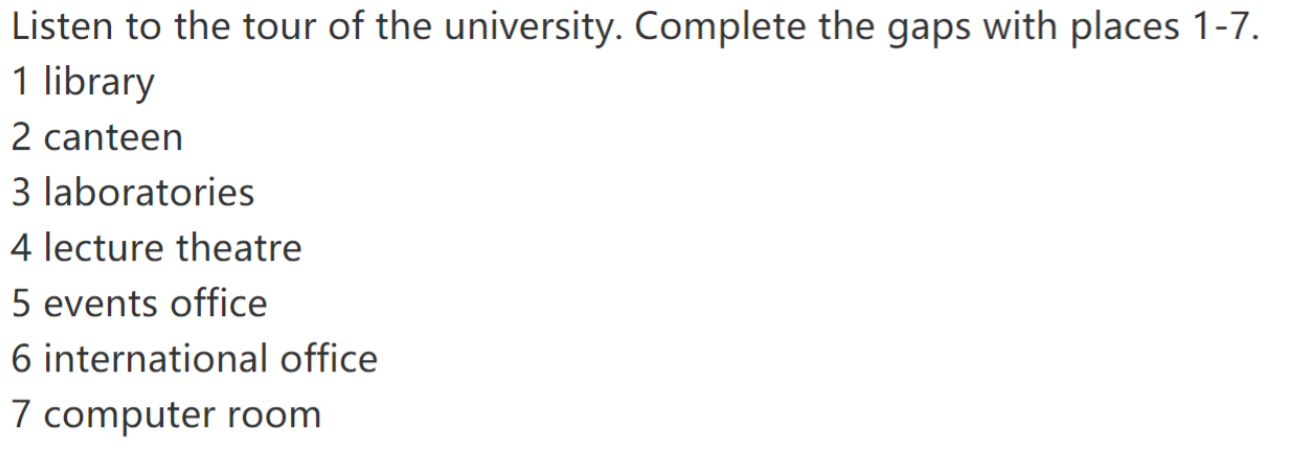 Listen to the tour of the university. Complete the gaps with places 1-7.
1 library
2 canteen
3 laboratories
4 lecture theatre
5 events office
6 international office
7 computer room